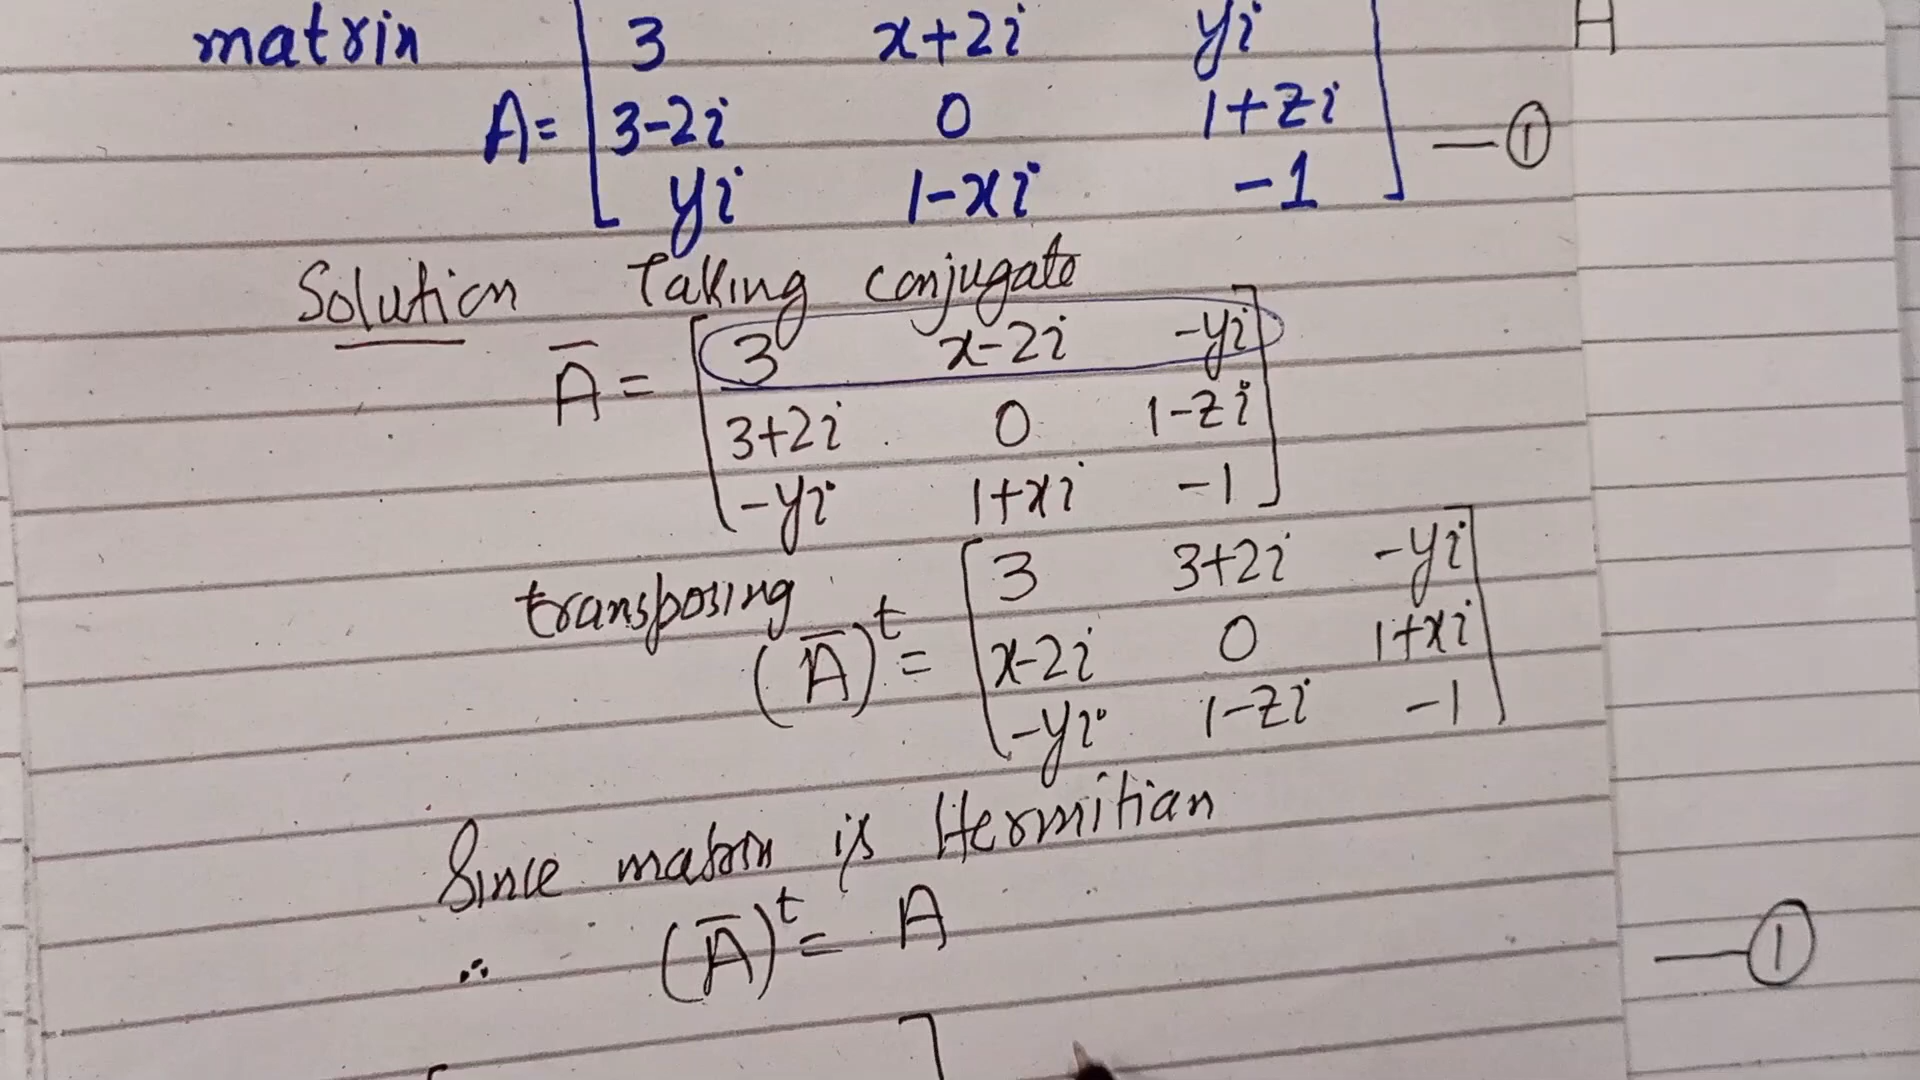 matrix
3 x+2i yi
A= 3-2i 0 1+zi —①
yi 1-xi -1
A
Solution Taking conjugate
3 x-2i -yi
Ā = 3+2i 0 1-zi
-yi 1+xi -1
transposing
3 3+2i -yi
(Ā)ᵗ = x-2i 0 1+xi
-yi 1-zi -1
Since matrix is Hermitian
∴ (Ā)ᵗ = A —①